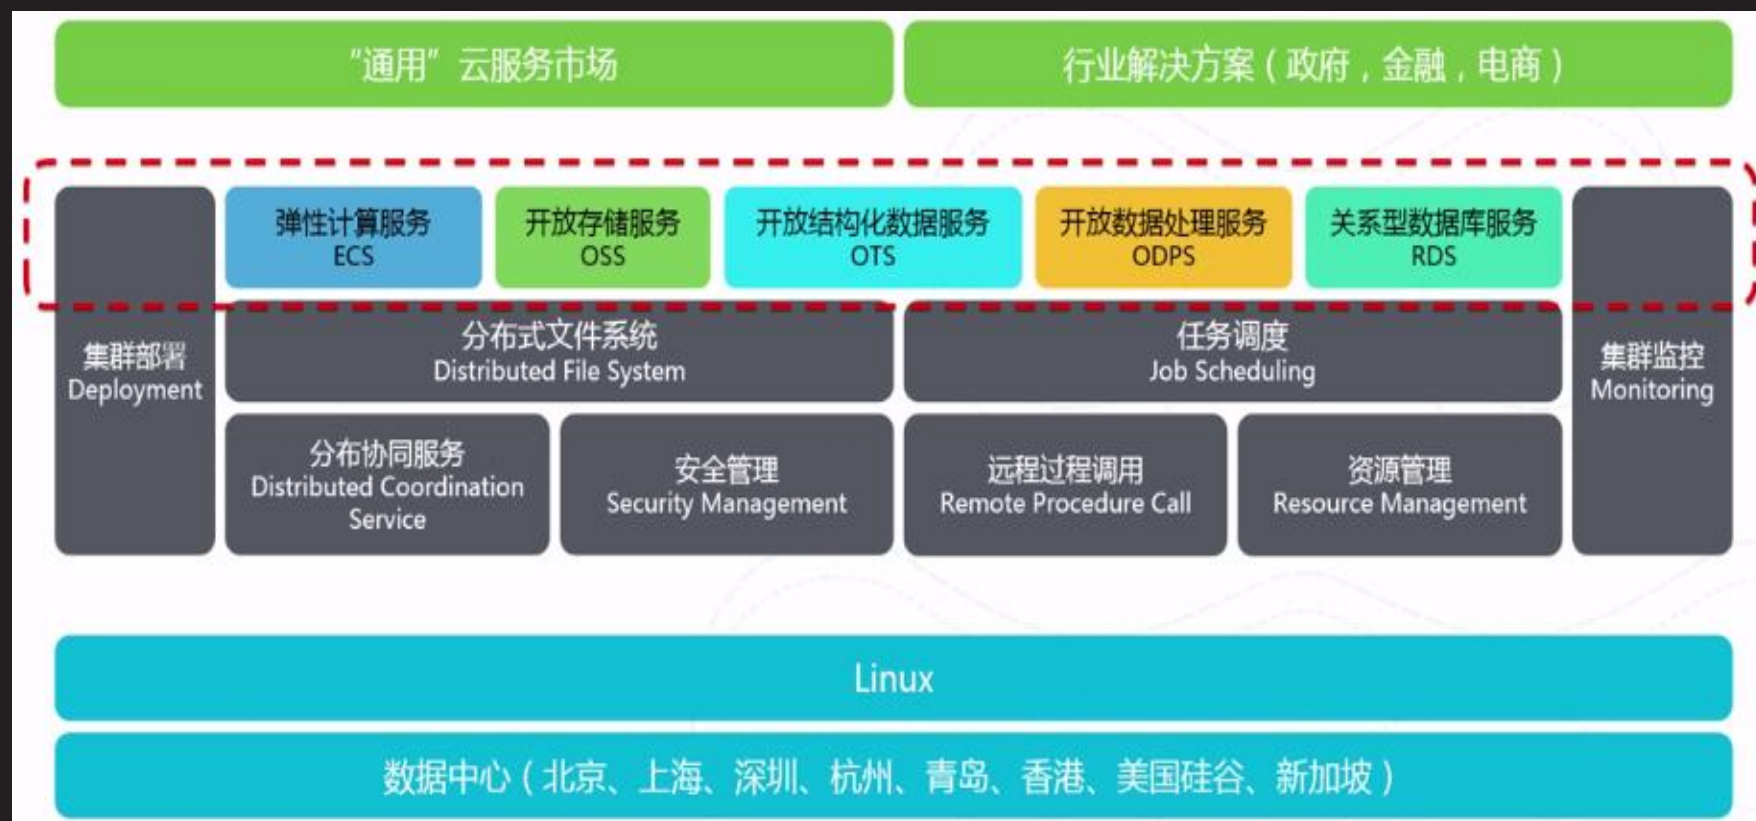 “通用”云服务市场
行业解决方案（政府，金融，电商）
弹性计算服务
ECS
开放存储服务
OSS
开放结构化数据服务
OTS
开放数据处理服务
ODPS
关系型数据库服务
RDS
集群部署
Deployment
分布式文件系统
Distributed File System
任务调度
Job Scheduling
集群监控
Monitoring
分布协同服务
Distributed Coordination
Service
安全管理
Security Management
远程过程调用
Remote Procedure Call
资源管理
Resource Management
Linux
数据中心（北京、上海、深圳、杭州、青岛、香港、美国硅谷、新加坡）